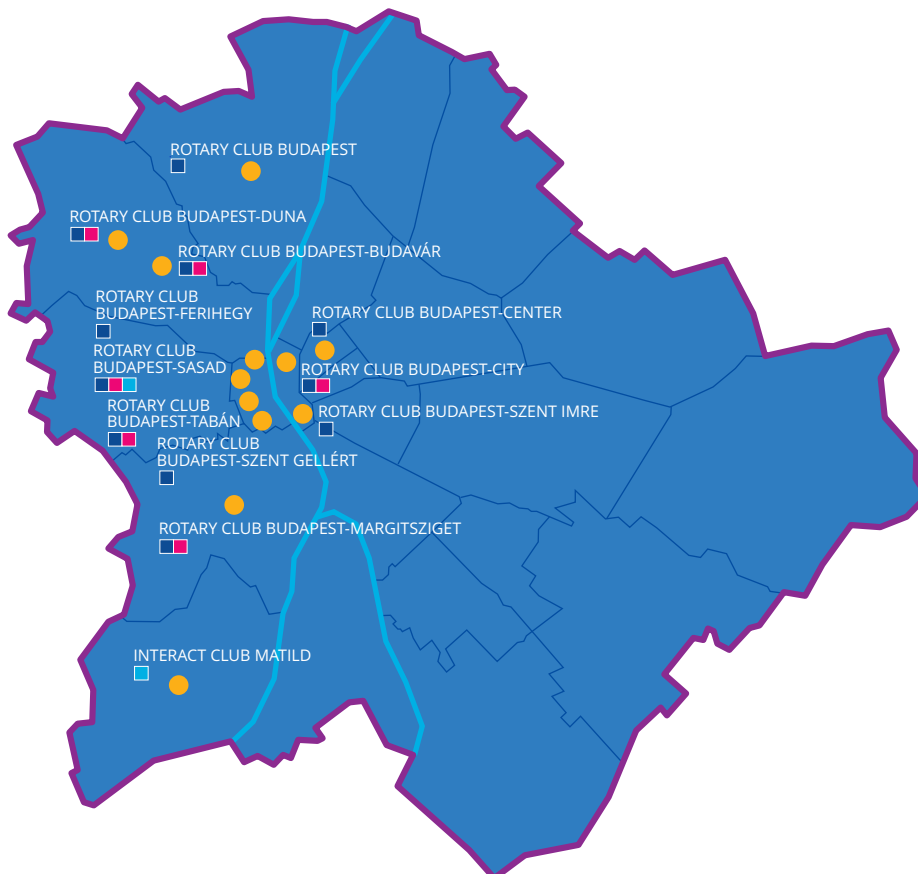 ROTARY CLUB BUDAPEST
ROTARY CLUB BUDAPEST-DUNA
ROTARY CLUB BUDAPEST-BUDAVÁR
ROTARY CLUB
BUDAPEST-FERIHEGY
ROTARY CLUB BUDAPEST-CENTER
ROTARY CLUB
BUDAPEST-SASAD
ROTARY CLUB BUDAPEST-CITY
ROTARY CLUB
BUDAPEST-TABÁN
ROTARY CLUB BUDAPEST-SZENT IMRE
ROTARY CLUB
BUDAPEST-SZENT GELLÉRT
ROTARY CLUB BUDAPEST-MARGITSZIGET
INTERACT CLUB MATILD